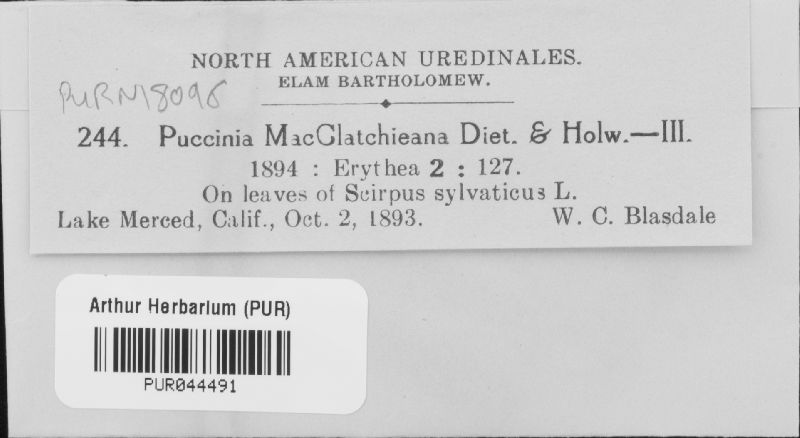 NORTH AMERICAN UREDINALES.
ELAM BARTHOLOMEW.
PURN18096
244. Puccinia MacClatchieana Diet. & Holw.—III.
1894 : Erythea 2 : 127.
On leaves of Scirpus sylvaticus L.
Lake Merced, Calif., Oct. 2, 1893. W. C. Blasdale
Arthur Herbarium (PUR)
PUR044491